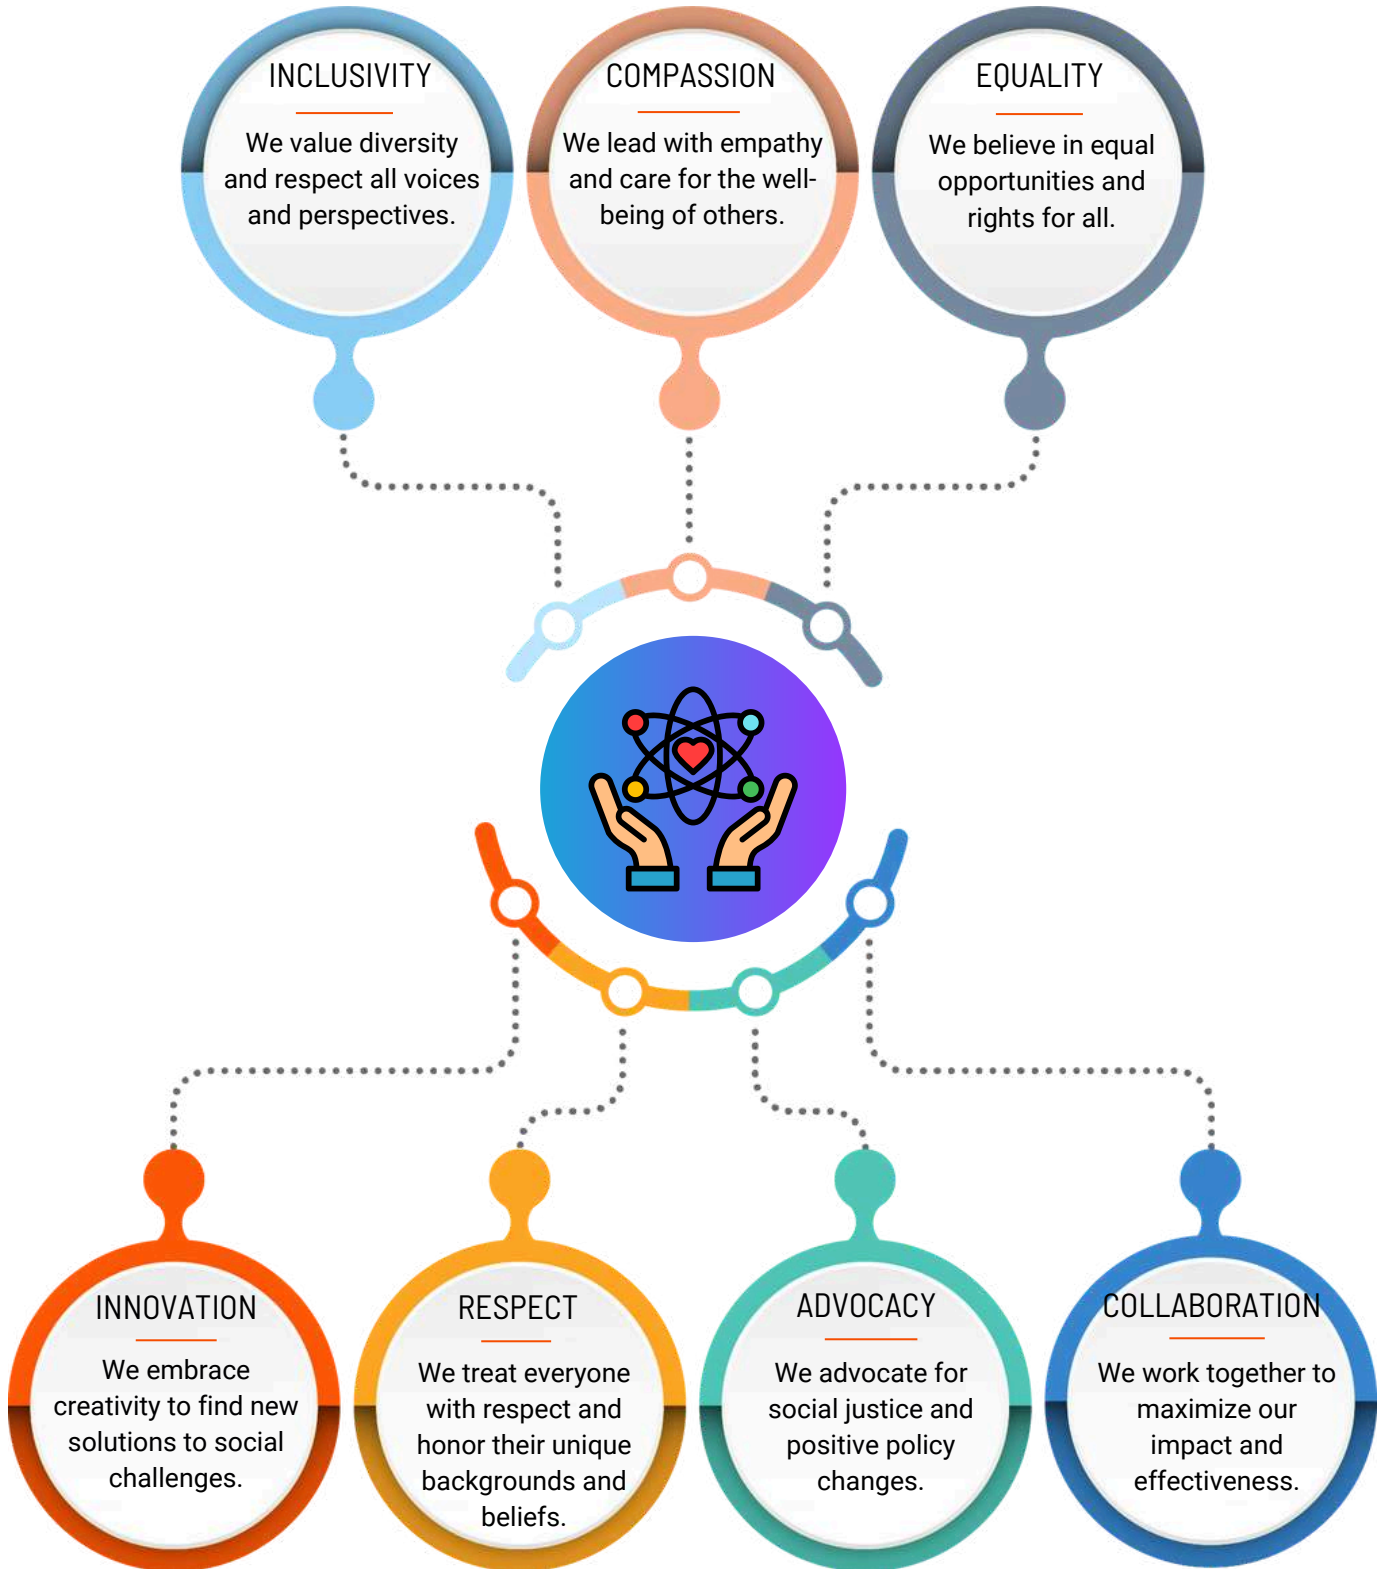 INCLUSIVITY
We value diversity
and respect all voices
and perspectives.
COMPASSION
We lead with empathy
and care for the well-
being of others.
EQUALITY
We believe in equal
opportunities and
rights for all.
INNOVATION
We embrace
creativity to find new
solutions to social
challenges.
RESPECT
We treat everyone
with respect and
honor their unique
backgrounds and
beliefs.
ADVOCACY
We advocate for
social justice and
positive policy
changes.
COLLABORATION
We work together to
maximize our
impact and
effectiveness.